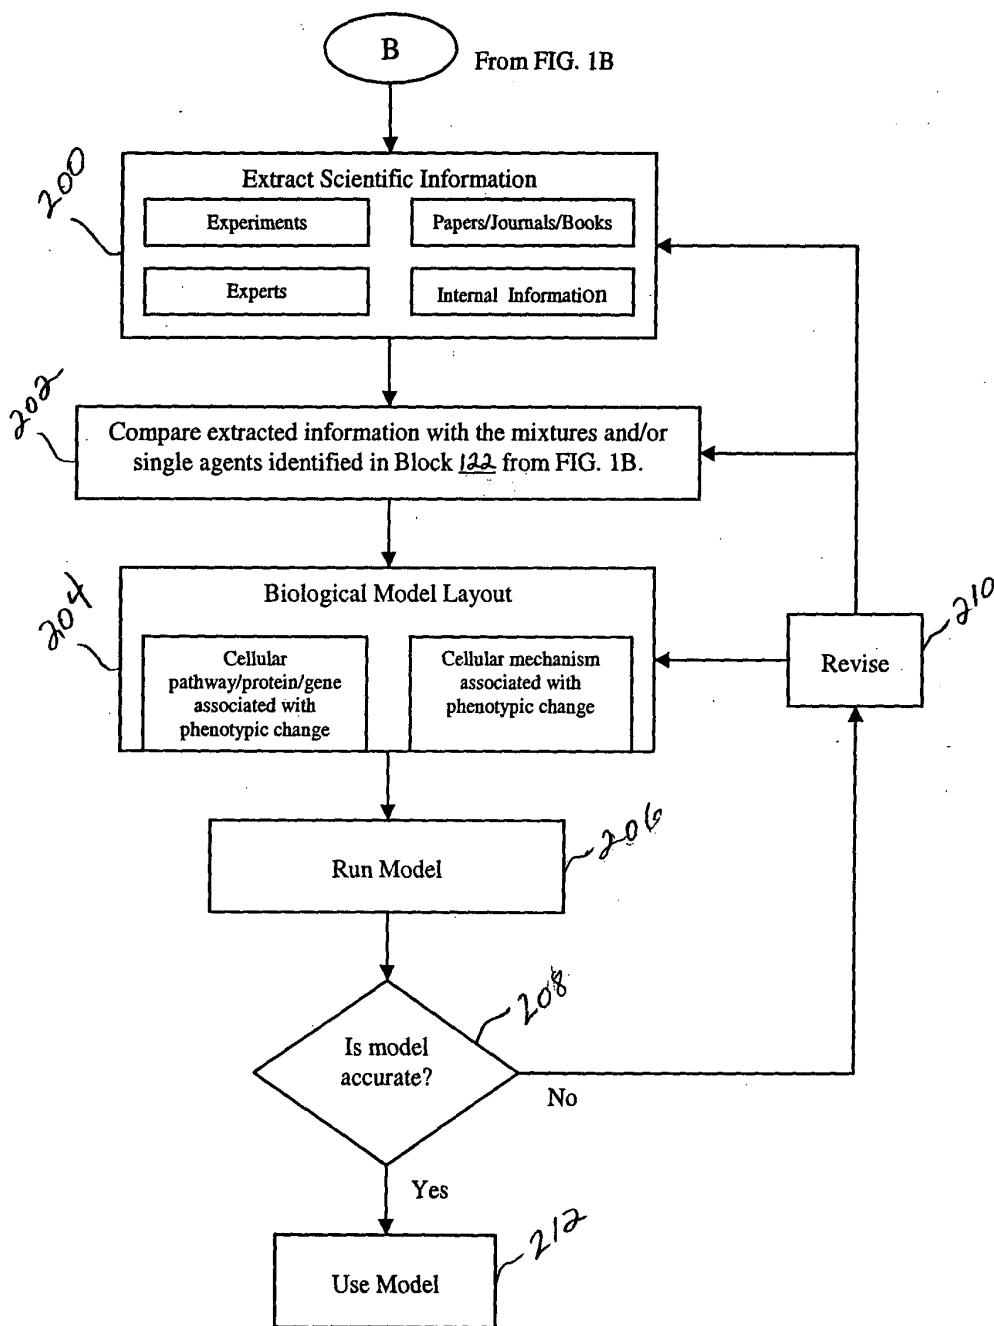 B
From FIG. 1B
200
Extract Scientific Information
Experiments
Papers/Journals/Books
Experts
Internal Information
202
Compare extracted information with the mixtures and/or
single agents identified in Block 122 from FIG. 1B.
204
Biological Model Layout
Cellular
pathway/protein/gene
associated with
phenotypic change
Cellular mechanism
associated with
phenotypic change
210
Revise
206
Run Model
208
Is model
accurate?
No
Yes
212
Use Model